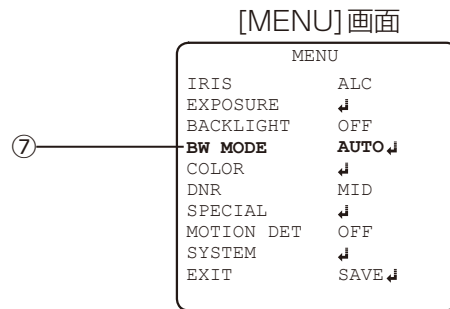 [MENU]画面
MENU
IRIS ALC
EXPOSURE ↲
BACKLIGHT OFF
⑦ BW MODE AUTO↲
COLOR ↲
DNR MID
SPECIAL ↲
MOTION DET OFF
SYSTEM ↲
EXIT SAVE↲